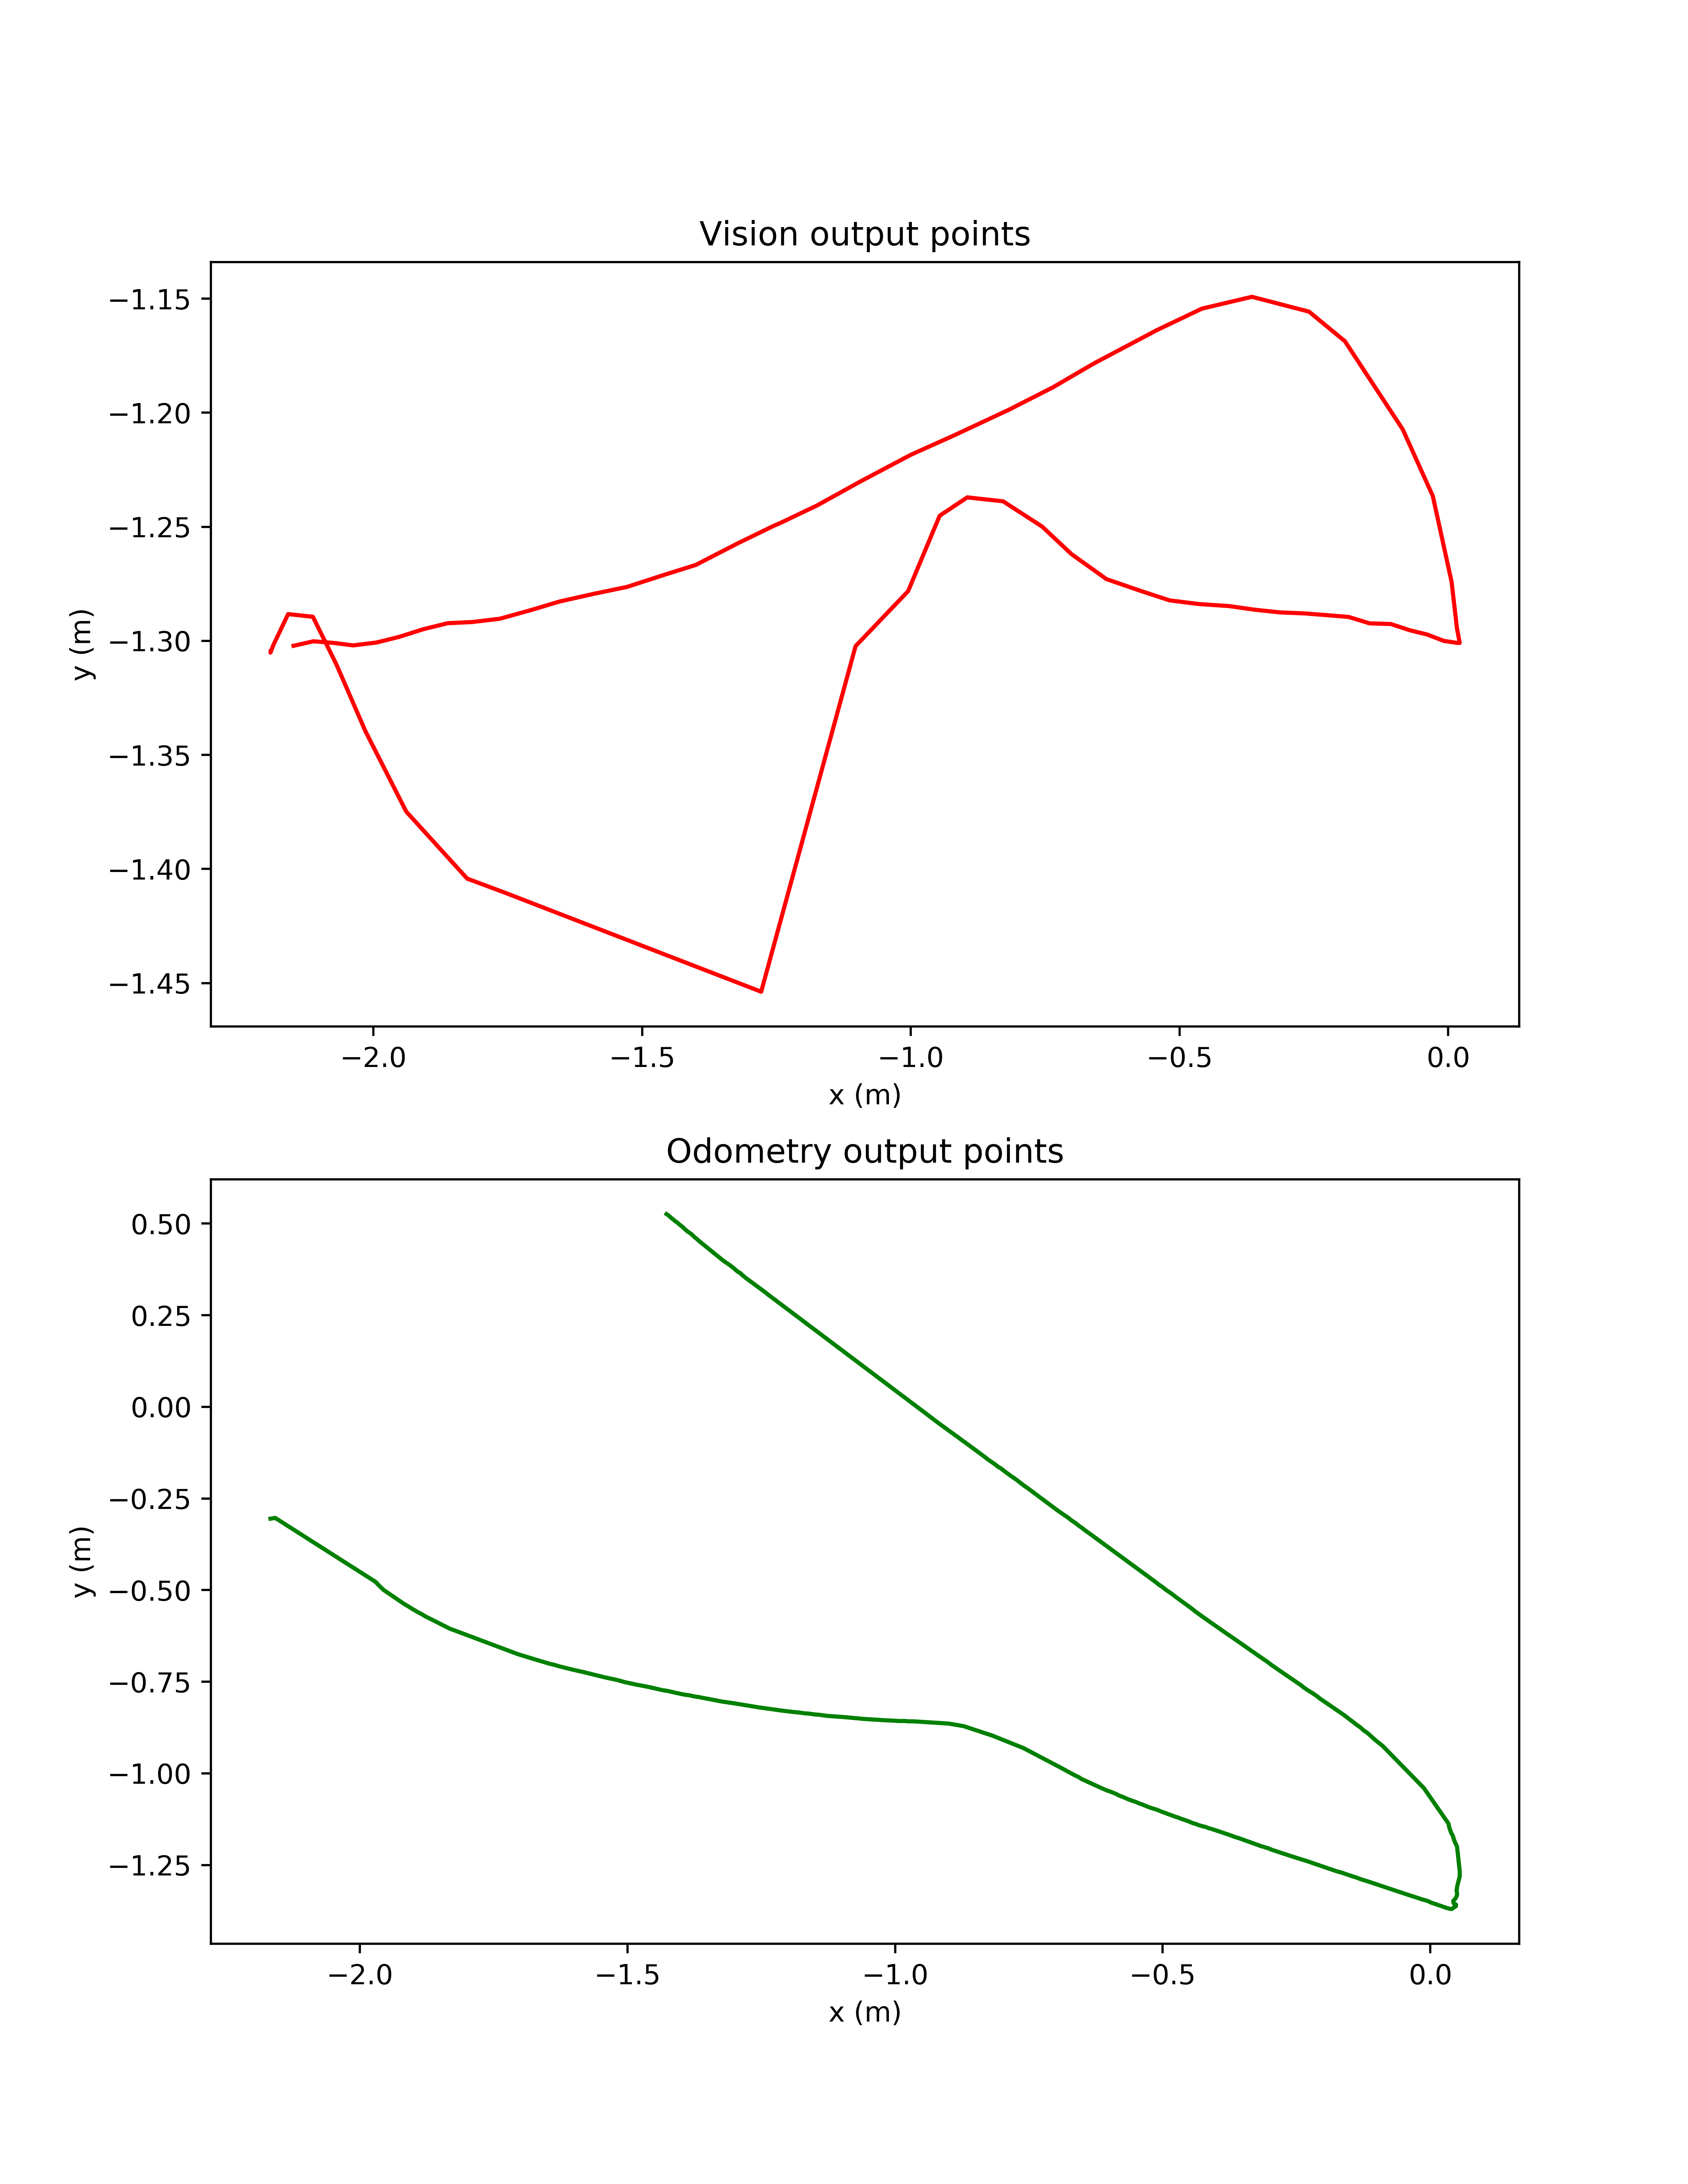 Vision output points
−1.15
−1.20
−1.25
−1.30
−1.35
−1.40
−1.45
y (m)
−2.0 −1.5 −1.0 −0.5 0.0
x (m)
Odometry output points
0.50
0.25
0.00
−0.25
−0.50
−0.75
−1.00
−1.25
y (m)
−2.0 −1.5 −1.0 −0.5 0.0
x (m)